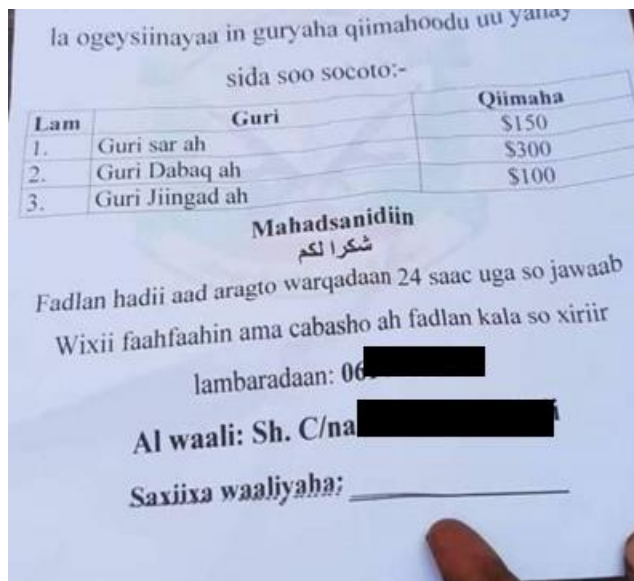 la ogeysiinayaa in guryaha qiimahoodu uu yahay
sida soo socoto:-
Lam Guri Qiimaha
1. Guri sar ah $150
2. Guri Dabaq ah $300
3. Guri Jiingad ah $100
Mahadsanidiin
شكرا لكم
Fadlan hadii aad aragto warqadaan 24 saac uga so jawaab
Wixii faahfaahin ama cabasho ah fadlan kala so xiriir
lambaradaan: 06
Al waali: Sh. C/na
Saxiixa waaliyaha: